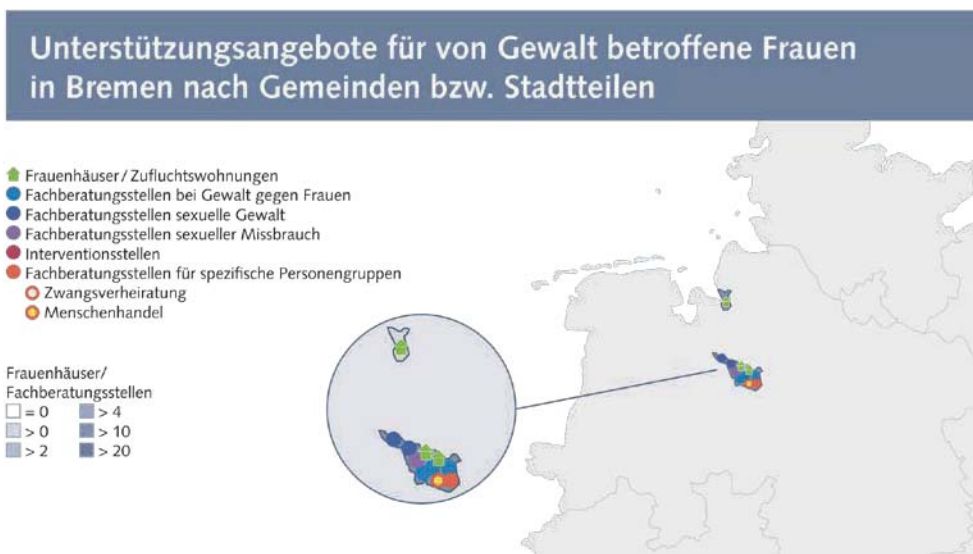 Unterstützungsangebote für von Gewalt betroffene Frauen
in Bremen nach Gemeinden bzw. Stadtteilen
Frauenhäuser/Zufluchtswohnungen
Fachberatungsstellen bei Gewalt gegen Frauen
Fachberatungsstellen sexuelle Gewalt
Fachberatungsstellen sexueller Missbrauch
Interventionsstellen
Fachberatungsstellen für spezifische Personengruppen
Zwangsverheiratung
Menschenhandel
Frauenhäuser/
Fachberatungsstellen
= 0 > 4
> 0 > 10
> 2 > 20